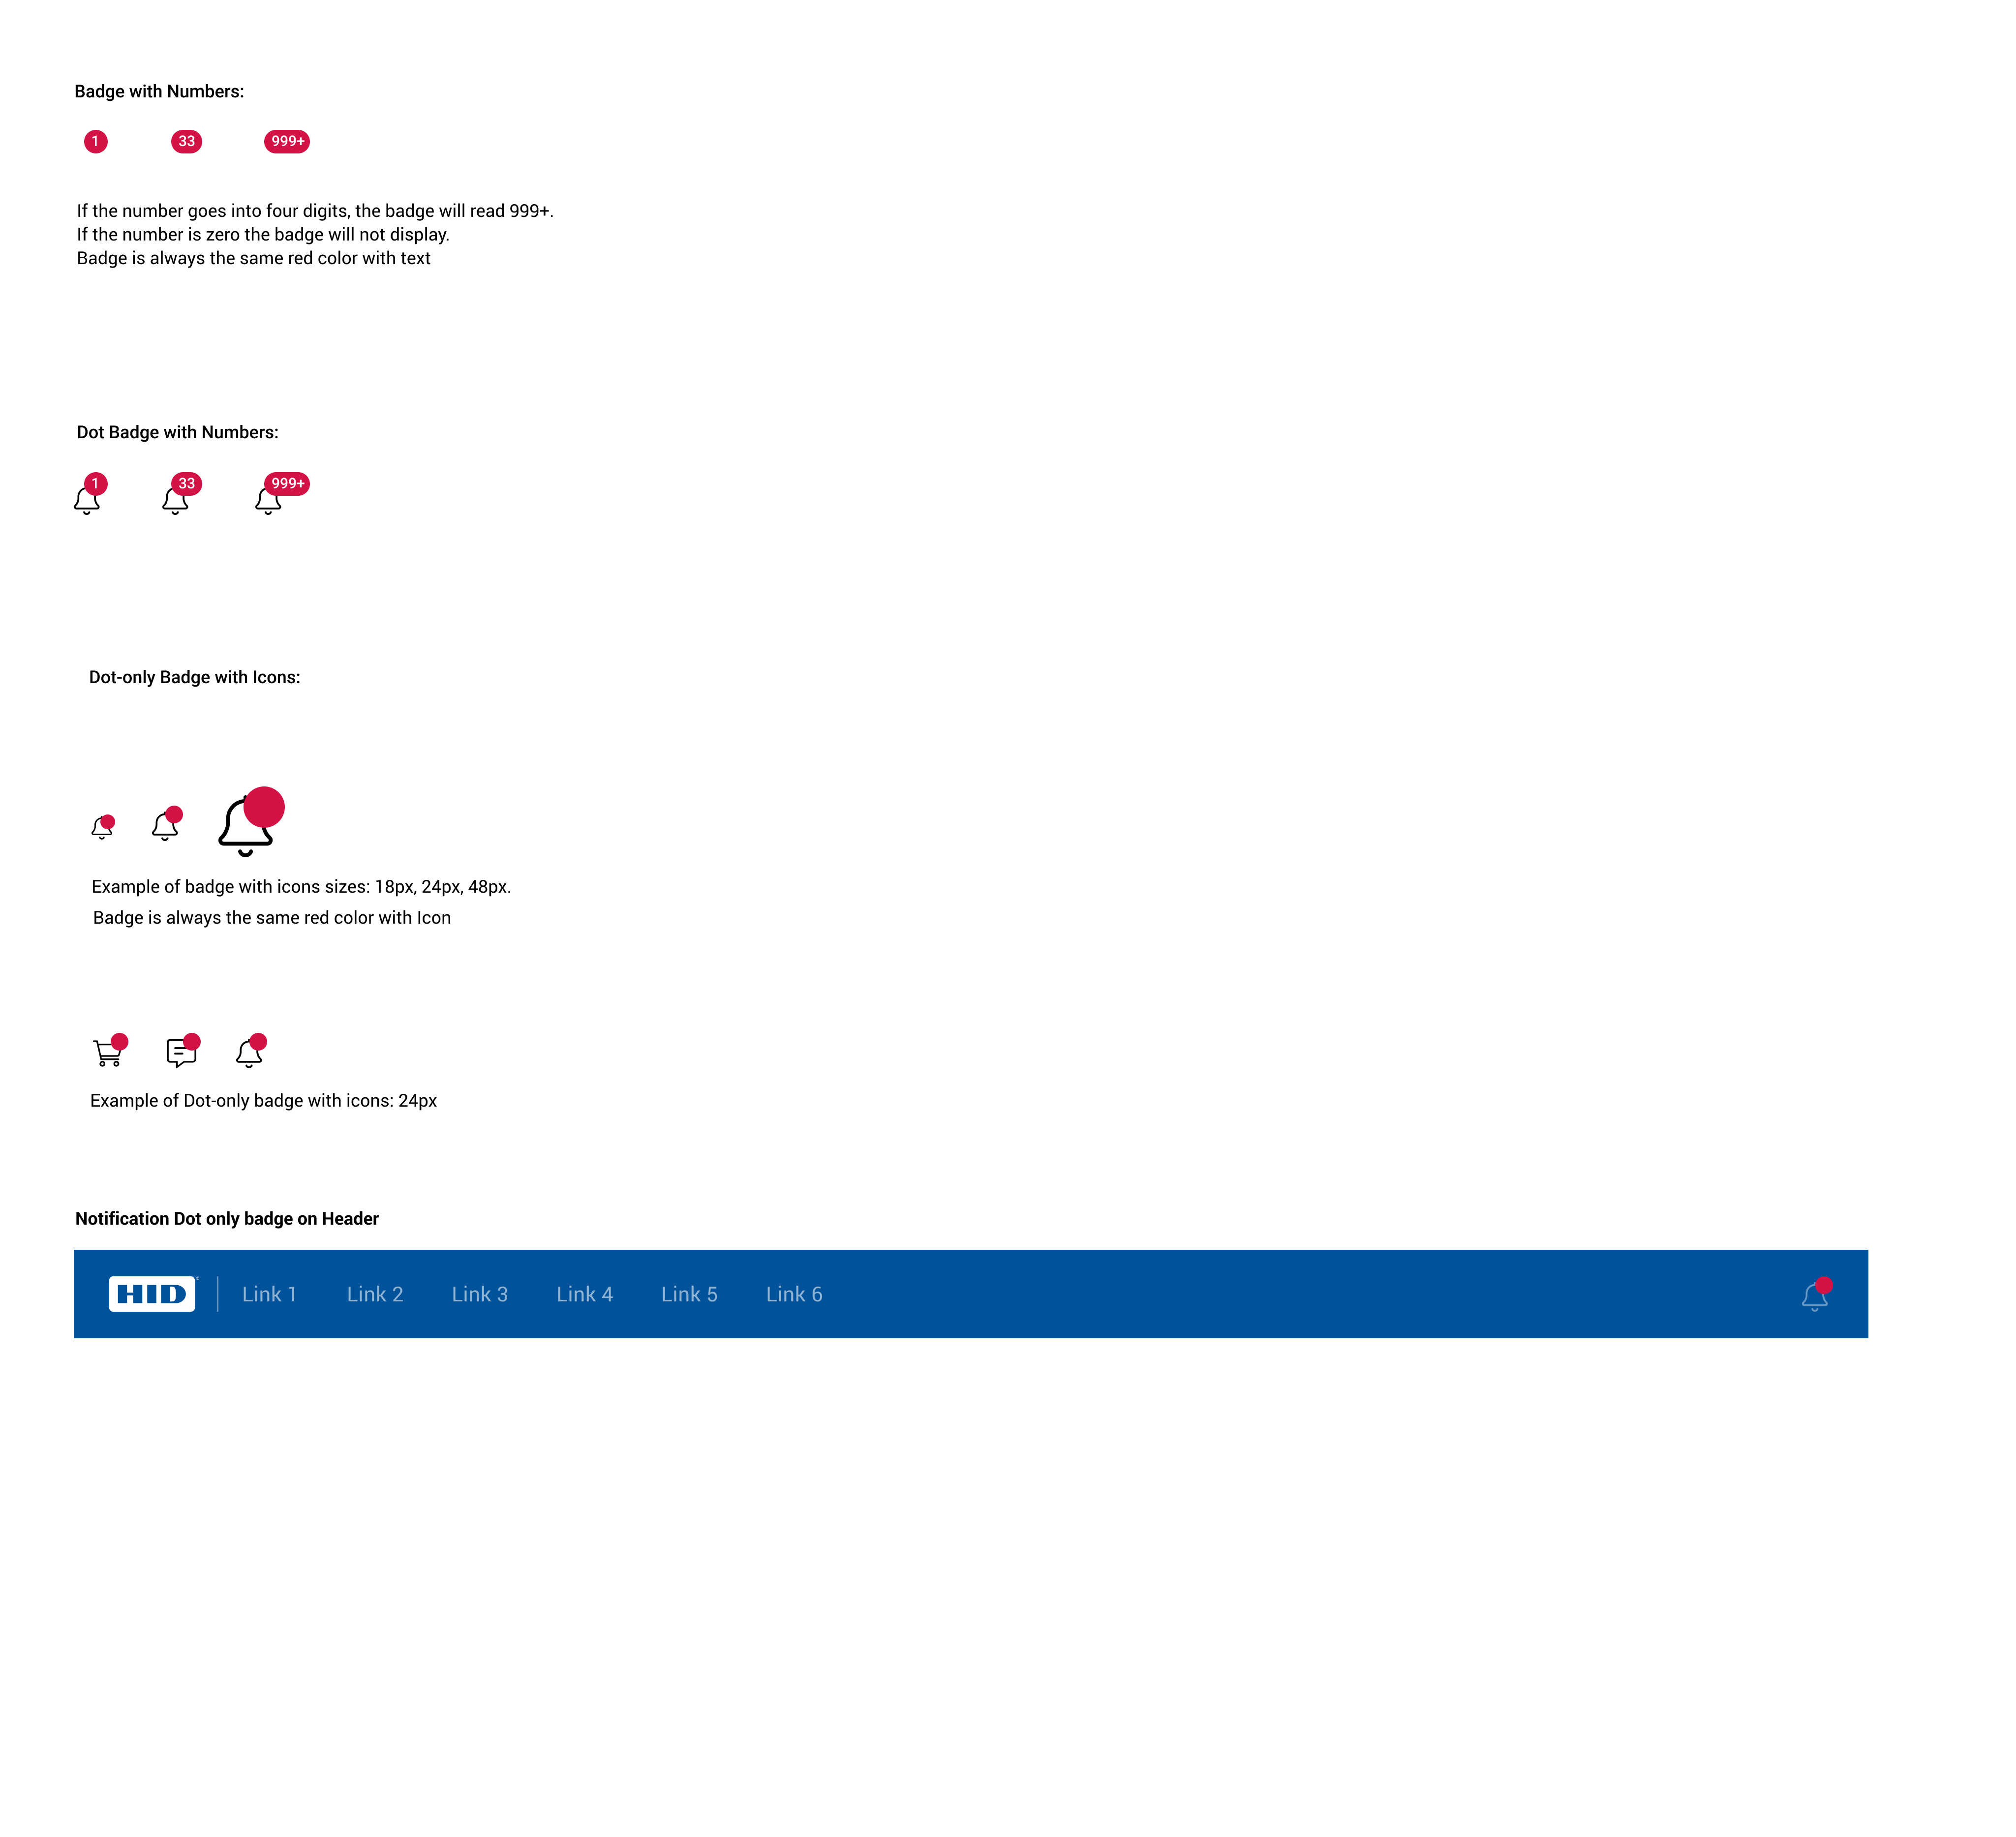 Badge with Numbers:
1 33 999+
If the number goes into four digits, the badge will read 999+.
If the number is zero the badge will not display.
Badge is always the same red color with text
Dot Badge with Numbers:
1 33 999+
Dot-only Badge with Icons:
Example of badge with icons sizes: 18px, 24px, 48px.
Badge is always the same red color with Icon
Example of Dot-only badge with icons: 24px
Notification Dot only badge on Header
HID® Link 1 Link 2 Link 3 Link 4 Link 5 Link 6